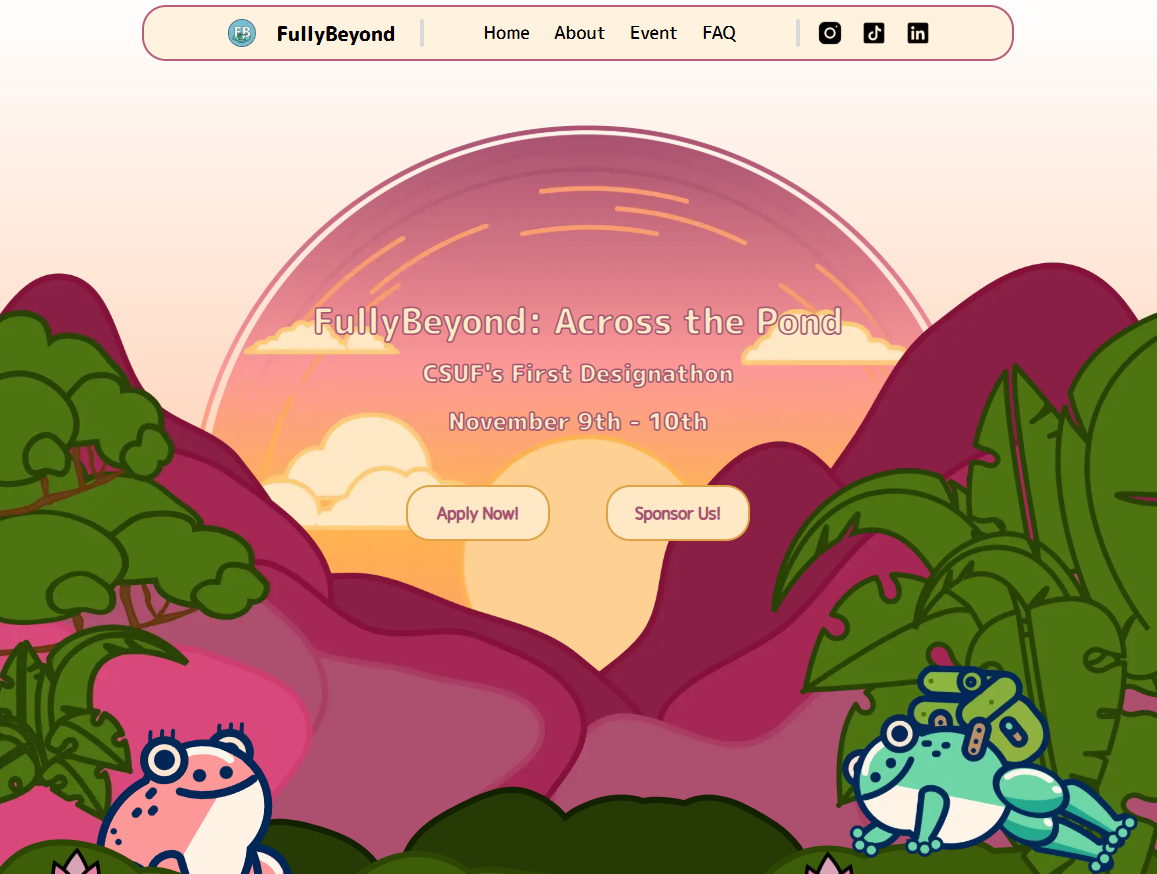 FB
FullyBeyond
Home About Event FAQ
FullyBeyond: Across the Pond
CSUF's First Designathon
November 9th - 10th
Apply Now! Sponsor Us!